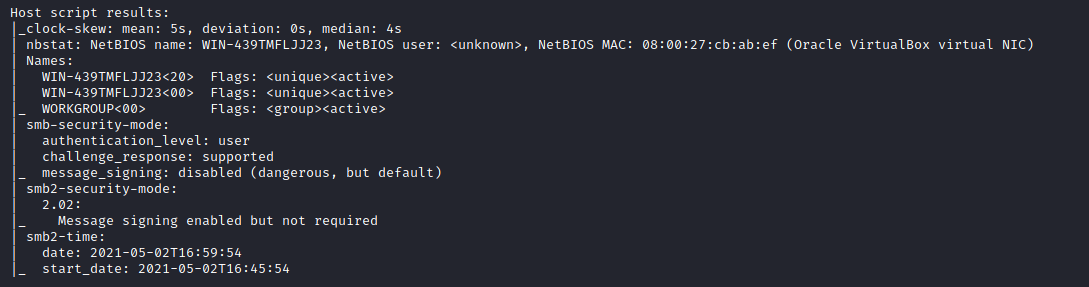 Host script results:
|_clock-skew: mean: 5s, deviation: 0s, median: 4s
| nbstat: NetBIOS name: WIN-439TMFLJJ23, NetBIOS user: <unknown>, NetBIOS MAC: 08:00:27:cb:ab:ef (Oracle VirtualBox virtual NIC)
| Names:
|   WIN-439TMFLJJ23<20>  Flags: <unique><active>
|   WIN-439TMFLJJ23<00>  Flags: <unique><active>
|_  WORKGROUP<00>        Flags: <group><active>
| smb-security-mode:
|   authentication_level: user
|   challenge_response: supported
|_  message_signing: disabled (dangerous, but default)
| smb2-security-mode:
|   2.02:
|_    Message signing enabled but not required
| smb2-time:
|   date: 2021-05-02T16:59:54
|_  start_date: 2021-05-02T16:45:54